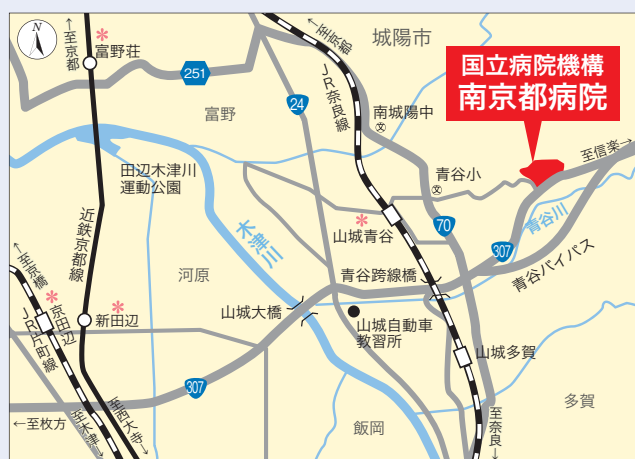 N
←至京都
富野荘
251
富野
24
←至京都
JR奈良線
城陽市
国立病院機構
南京都病院
南城陽中
文
青谷小
文
至信楽→
田辺木津川
運動公園
近鉄京都線
木津川
山城青谷
70
307
青谷川
青谷バイパス
河原
青谷跨線橋
山城大橋
←至京橋
京田辺
JR片町線
新田辺
山城自動車
教習所
山城多賀
307
多賀
飯岡
←至枚方
至木津→
至西大寺→
至奈良→